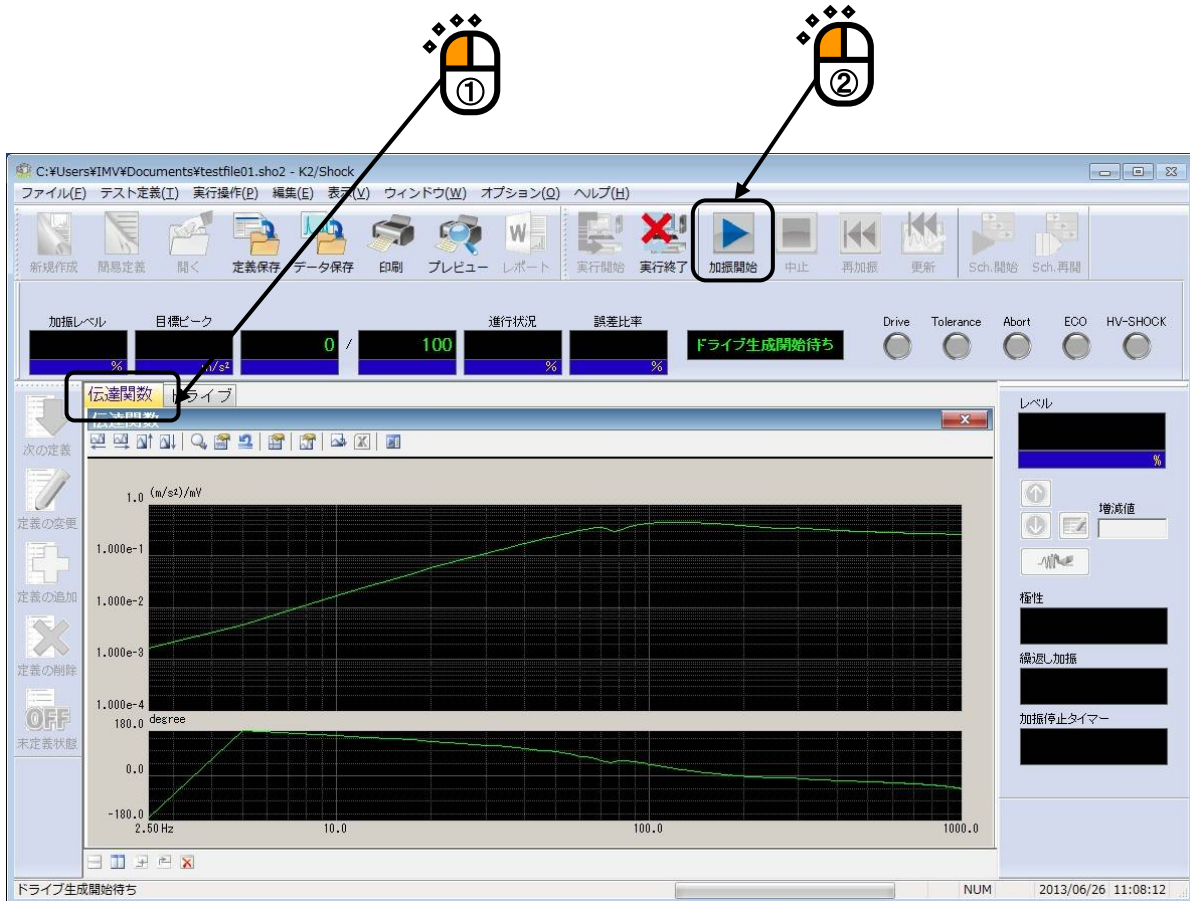 ①
②
C:¥Users¥IMV¥Documents¥testfile01.sho2 - K2/Shock
ファイル(F) テスト定義(T) 実行操作(P) 編集(E) 表示(V) ウィンドウ(W) オプション(O) ヘルプ(H)
新規作成 簡易定義 開く 定義保存 データ保存 印刷 プレビュー レポート 実行開始 実行終了 加振開始 中止 再加振 更新 Sch.開始 Sch.再開
加振レベル 目標ピーク 進行状況 誤差比率 Drive Tolerance Abort ECO HV-SHOCK
0 / 100 ドライブ生成開始待ち
% m/s² % %
伝達関数 ドライブ
伝達関数
次の定義
定義の変更
定義の追加
定義の削除
OFF
未定義状態
1.0 (m/s²)/mV
1.000e-1
1.000e-2
1.000e-3
1.000e-4
180.0 degree
0.0
-180.0
2.50 Hz 10.0 100.0 1000.0
レベル
%
増減値
極性
繰返し加振
加振停止タイマー
ドライブ生成開始待ち NUM 2013/06/26 11:08:12